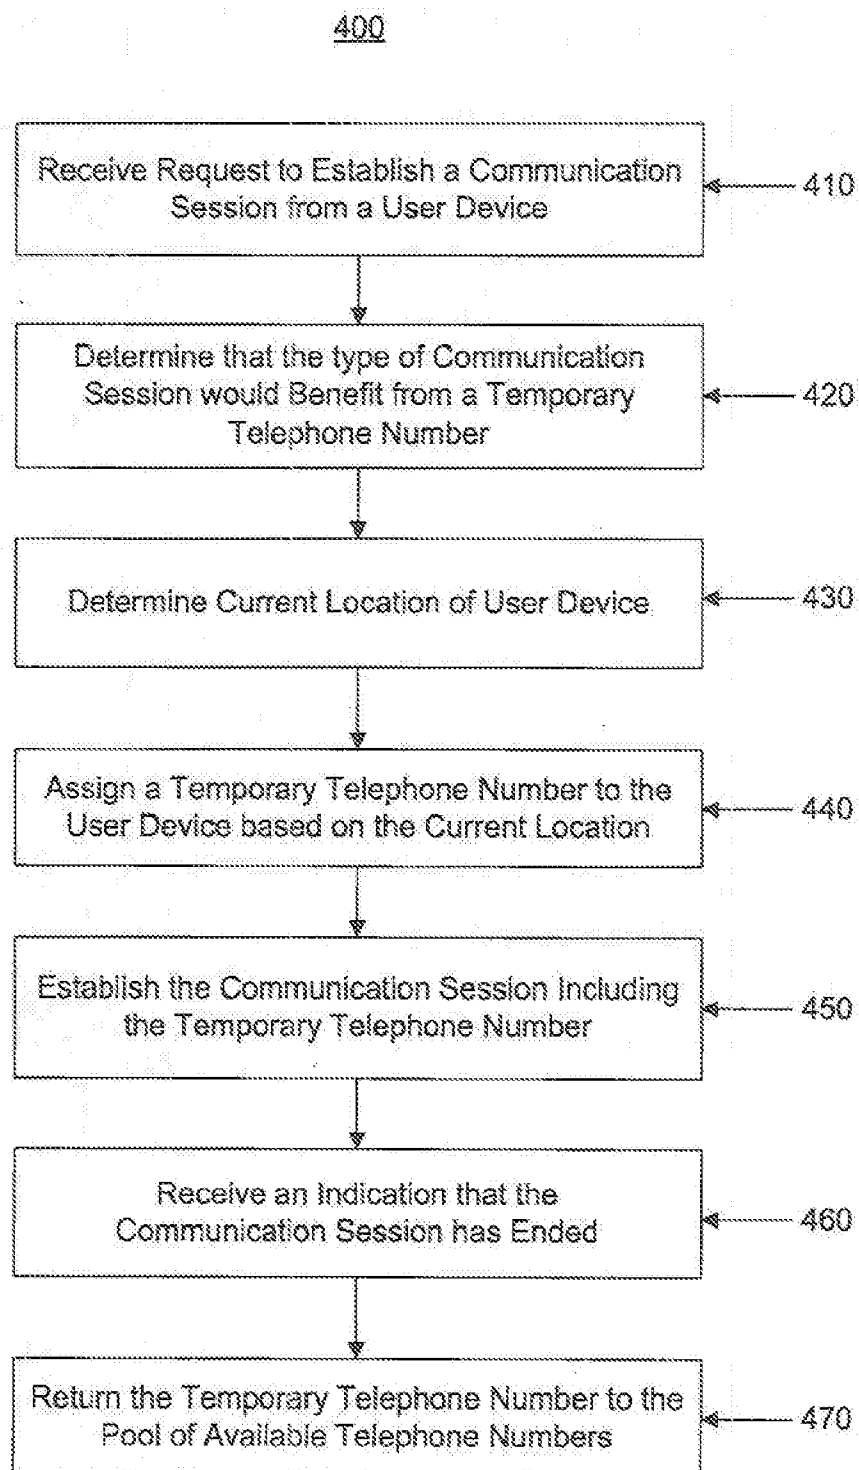 400
Receive Request to Establish a Communication
Session from a User Device
410
Determine that the type of Communication
Session would Benefit from a Temporary
Telephone Number
420
Determine Current Location of User Device
430
Assign a Temporary Telephone Number to the
User Device based on the Current Location
440
Establish the Communication Session Including
the Temporary Telephone Number
450
Receive an Indication that the
Communication Session has Ended
460
Return the Temporary Telephone Number to the
Pool of Available Telephone Numbers
470